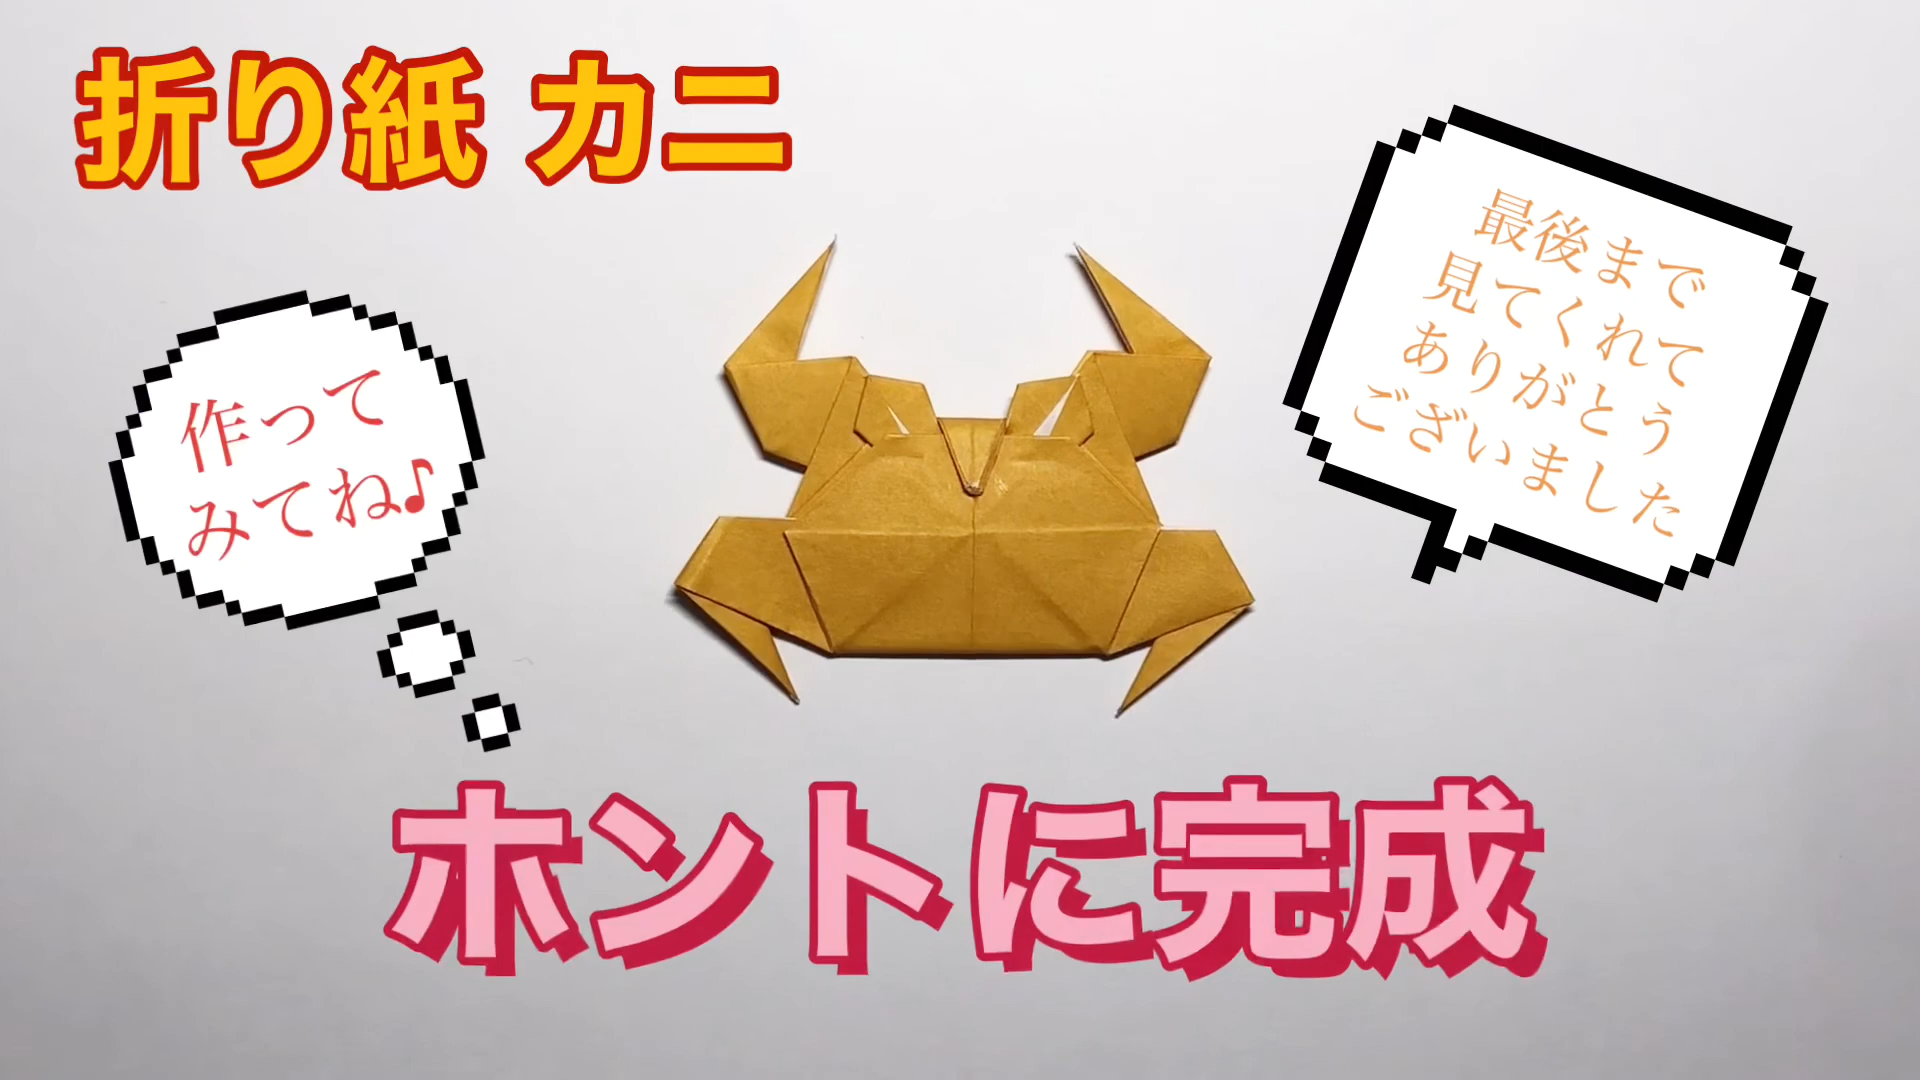 折り紙 カニ
最後まで
見てくれて
ありがとう
ございました
作って
みてね♪
ホントに完成